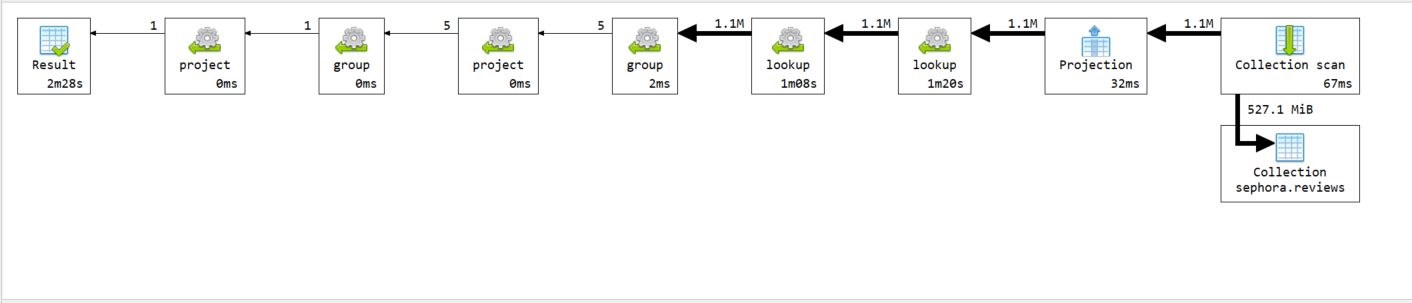 1
1
5
5
1.1M
1.1M
1.1M
1.1M
Result
project
group
project
group
lookup
lookup
Projection
Collection scan
2m28s
0ms
0ms
0ms
2ms
1m08s
1m20s
32ms
67ms
527.1 MiB
Collection
sephora.reviews